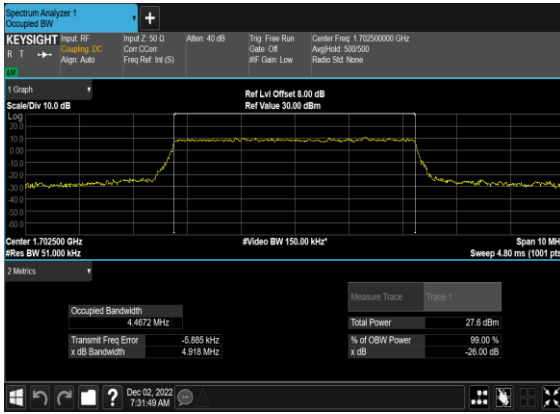 Spectrum Analyzer 1
Occupied BW
+
KEYSIGHT
R T
LW
Input: RF
Coupling: DC
Align: Auto
Input Z: 50 Ω
Corr CCorr
Freq Ref: Int (S)
Atten: 40 dB
Trig: Free Run
Gate: Off
#IF Gain: Low
Center Freq: 1.702500000 GHz
Avg|Hold: 500/500
Radio Std: None
1 Graph
Scale/Div 10.0 dB
Ref Lvl Offset 8.00 dB
Ref Value 30.00 dBm
Log
20.0
10.0
0.00
-10.0
-20.0
-30.0
-40.0
-50.0
-60.0
Center 1.702500 GHz
#Res BW 51.000 kHz
#Video BW 150.00 kHz*
Span 10 MH
Sweep 4.80 ms (1001 pts
2 Metrics
Measure Trace
Trace 1
Occupied Bandwidth
4.4672 MHz
Total Power
27.6 dBm
Transmit Freq Error
-5.885 kHz
% of OBW Power
99.00 %
x dB Bandwidth
4.918 MHz
x dB
-26.00 dB
?
Dec 02, 2022
7:31:49 AM